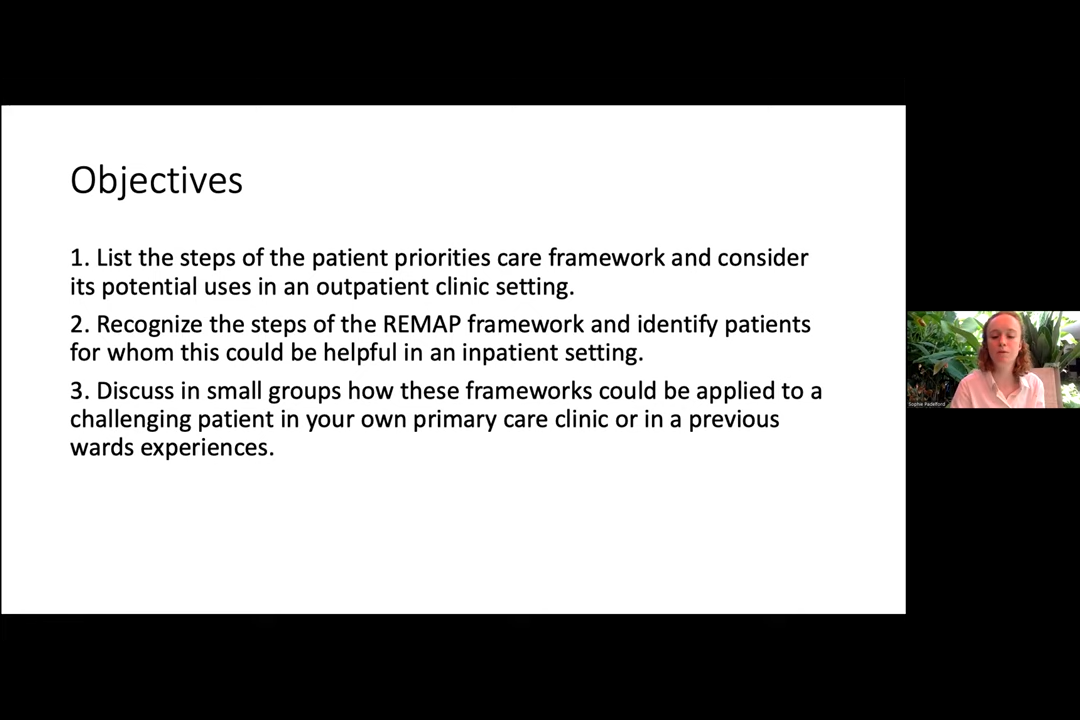 Objectives
1. List the steps of the patient priorities care framework and consider
its potential uses in an outpatient clinic setting.
2. Recognize the steps of the REMAP framework and identify patients
for whom this could be helpful in an inpatient setting.
3. Discuss in small groups how these frameworks could be applied to a
challenging patient in your own primary care clinic or in a previous
wards experiences.
Sophie